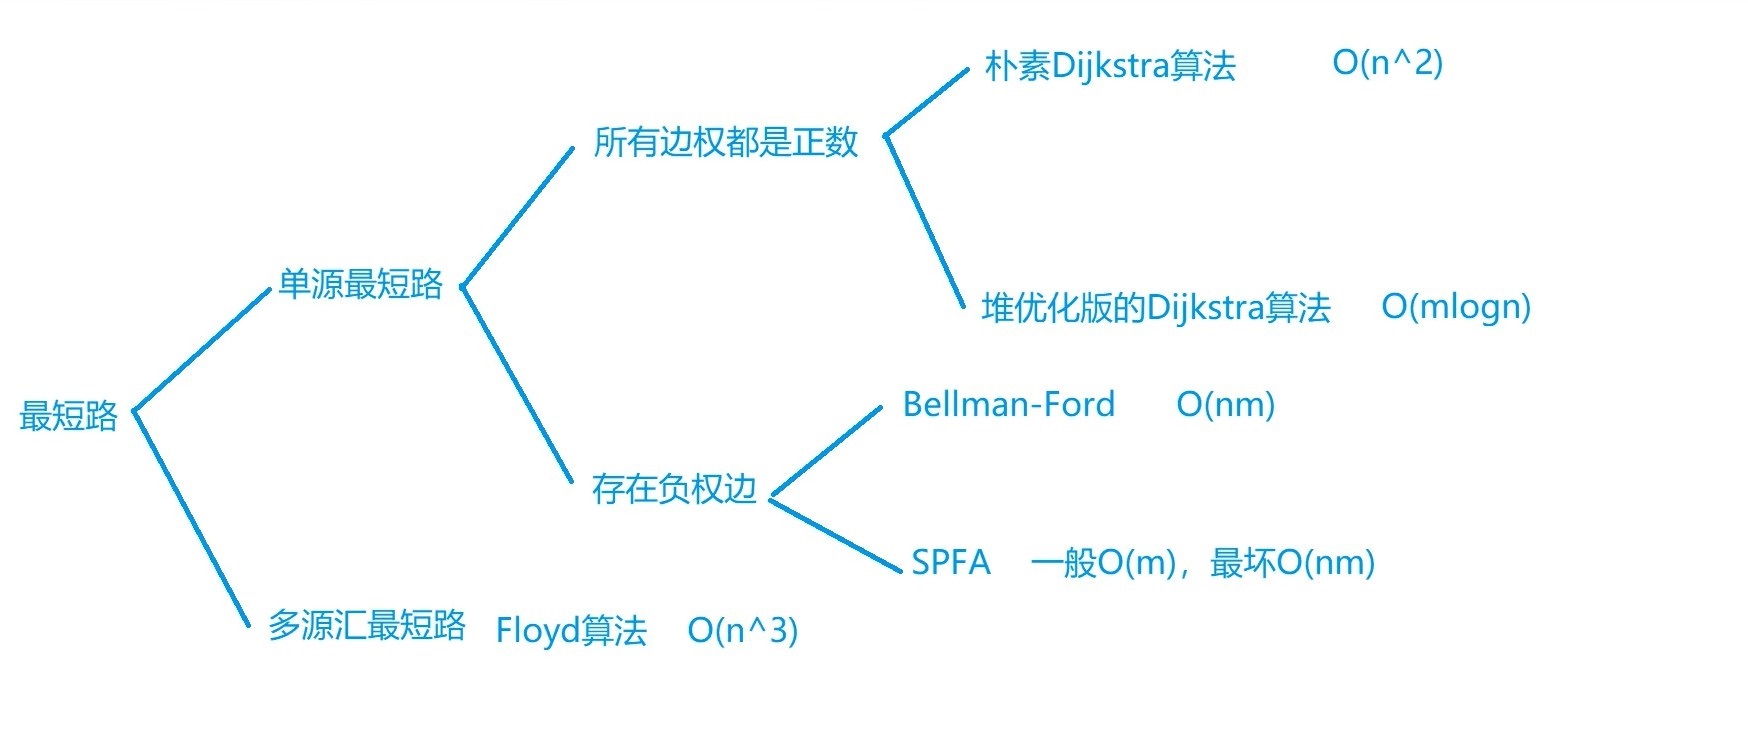 朴素Dijkstra算法 O(n^2)
所有边权都是正数
单源最短路
堆优化版的Dijkstra算法 O(mlogn)
最短路
Bellman-Ford O(nm)
存在负权边
SPFA 一般O(m)，最坏O(nm)
多源汇最短路 Floyd算法 O(n^3)